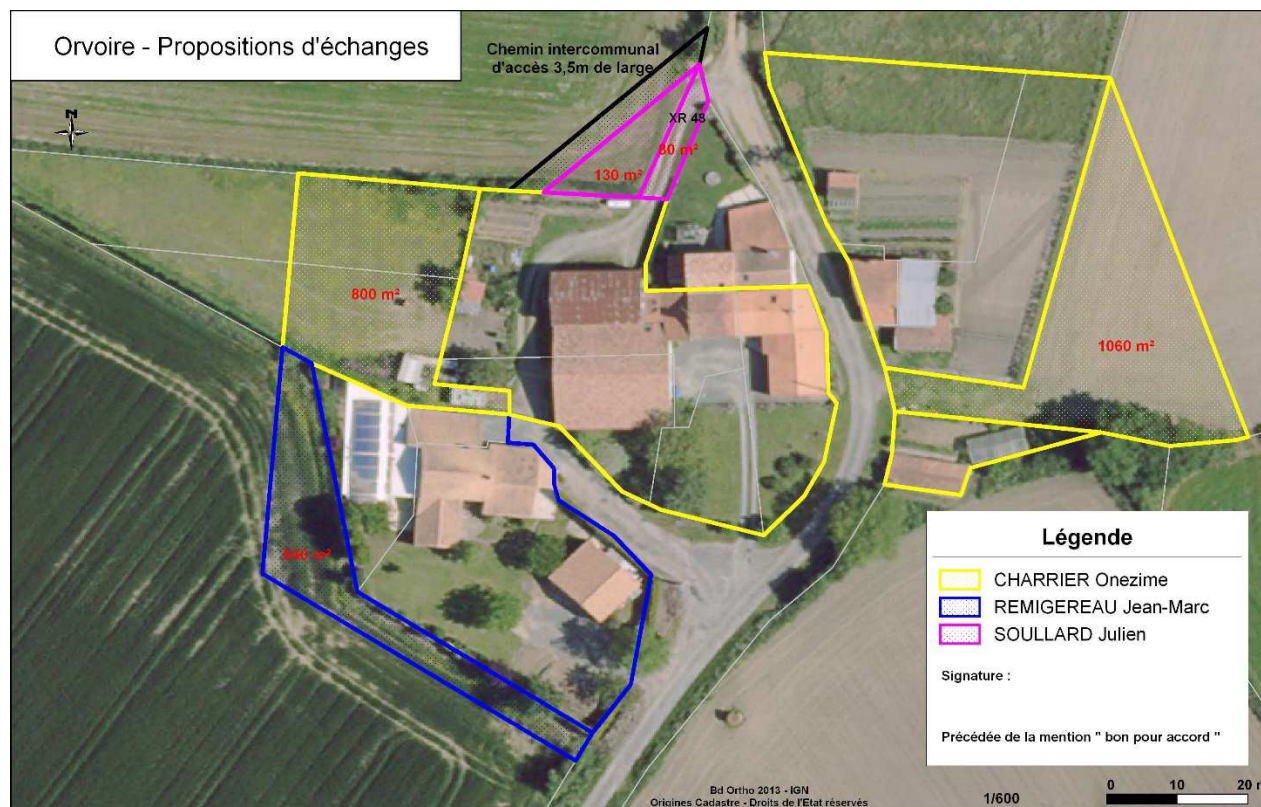 Orvoire - Propositions d'échanges
Chemin intercommunal
d'accès 3,5m de large
N
XR 48
80 m²
130 m²
800 m²
1060 m²
m²
Légende
CHARRIER Onezime
REMIGEREAU Jean-Marc
SOULLARD Julien
Signature :
Précédée de la mention " bon pour accord "
Bd Ortho 2013 - IGN
Origines Cadastre - Droits de l'Etat réservés
1/600
0 10 20 m